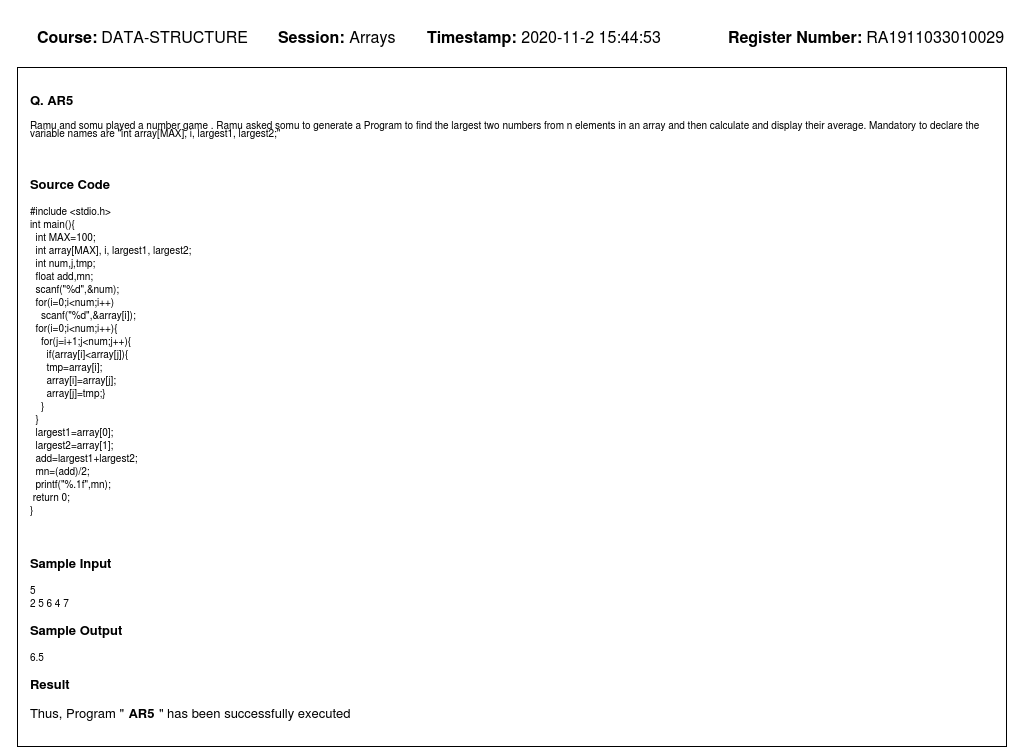 Course: DATA-STRUCTURE Session: Arrays Timestamp: 2020-11-2 15:44:53 Register Number: RA1911033010029
Q. AR5
Ramu and somu played a number game . Ramu asked somu to generate a Program to find the largest two numbers from n elements in an array and then calculate and display their average. Mandatory to declare the
variable names are "int array[MAX], i, largest1, largest2;"
Source Code
#include <stdio.h>
int main(){
  int MAX=100;
  int array[MAX], i, largest1, largest2;
  int num,j,tmp;
  float add,mn;
  scanf("%d",&num);
  for(i=0;i<num;i++)
    scanf("%d",&array[i]);
  for(i=0;i<num;i++){
    for(j=i+1;j<num;j++){
      if(array[i]<array[j]){
      tmp=array[i];
      array[i]=array[j];
      array[j]=tmp;}
    }
  }
  largest1=array[0];
  largest2=array[1];
  add=largest1+largest2;
  mn=(add)/2;
  printf("%.1f",mn);
 return 0;
}
Sample Input
5
2 5 6 4 7
Sample Output
6.5
Result
Thus, Program " AR5 " has been successfully executed